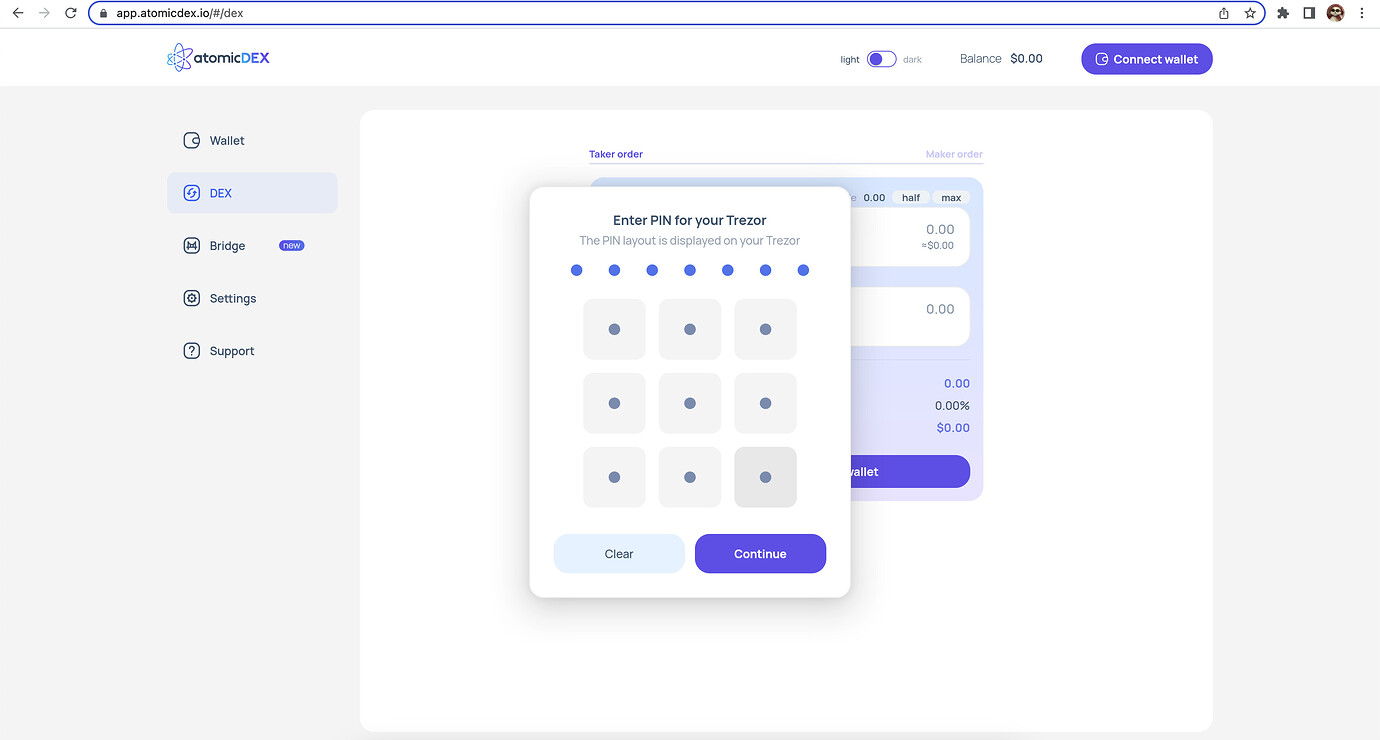 app.atomicdex.io/#/dex
atomicDEX
light
dark
Balance $0.00
Connect wallet
Wallet
DEX
Bridge
new
Settings
Support
Taker order
Maker order
0.00 half max
0.00
≈$0.00
0.00
0.00
0.00%
$0.00
Enter PIN for your Trezor
The PIN layout is displayed on your Trezor
Clear
Continue